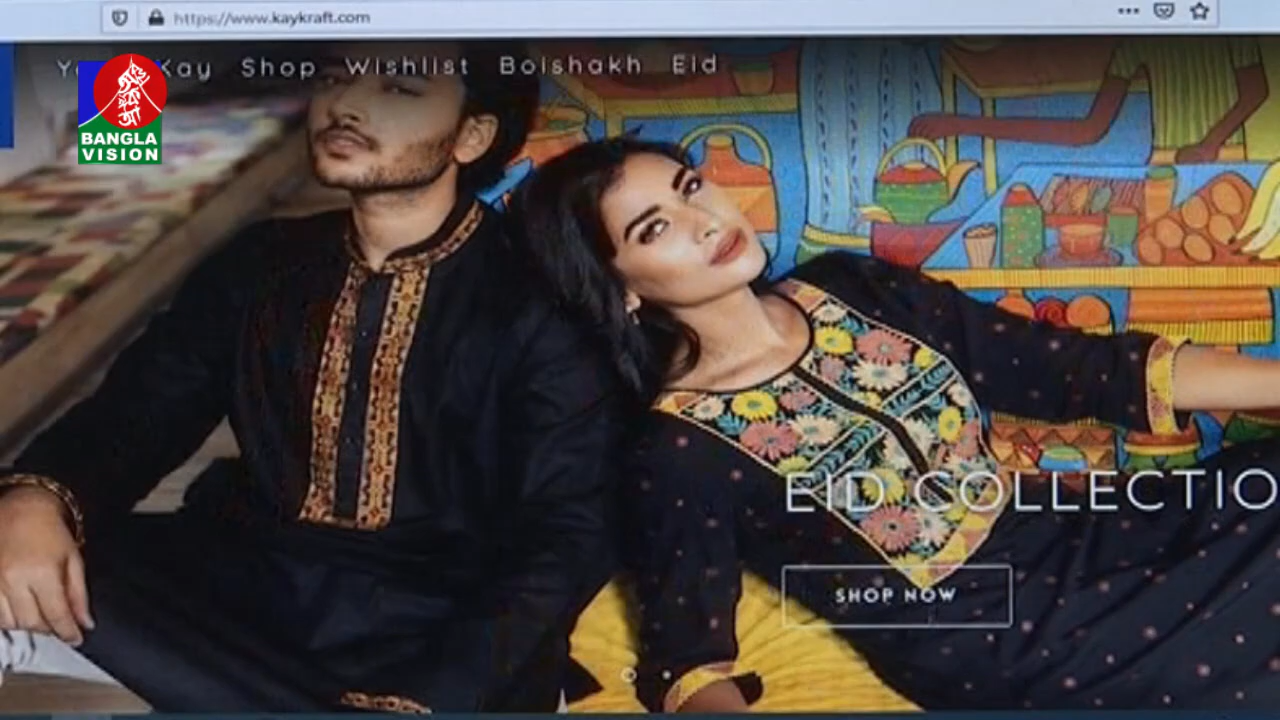 https://www.kaykraft.com
Kay Shop Wishlist Boishakh Eid
BANGLA
VISION
EID COLLECTIO
SHOP NOW